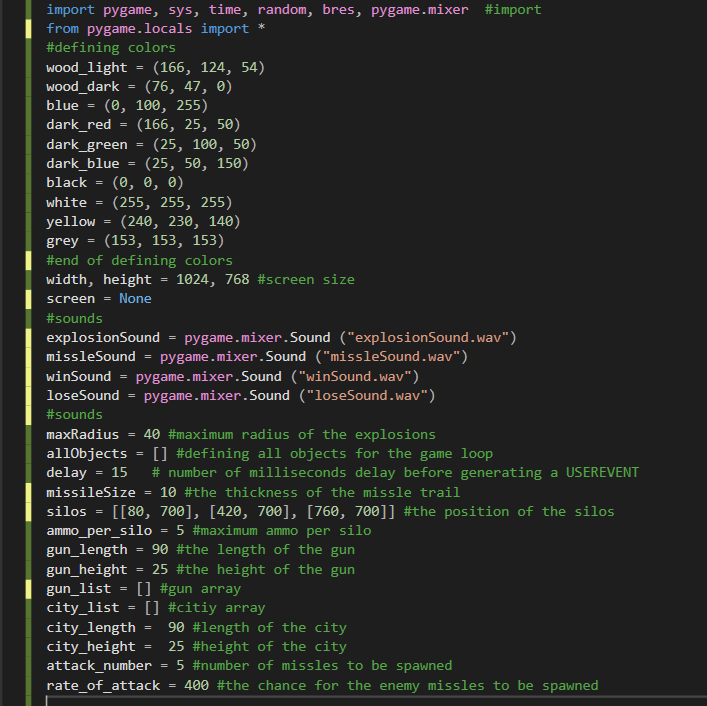 import pygame, sys, time, random, bres, pygame.mixer  #import
from pygame.locals import *
#defining colors
wood_light = (166, 124, 54)
wood_dark = (76, 47, 0)
blue = (0, 100, 255)
dark_red = (166, 25, 50)
dark_green = (25, 100, 50)
dark_blue = (25, 50, 150)
black = (0, 0, 0)
white = (255, 255, 255)
yellow = (240, 230, 140)
grey = (153, 153, 153)
#end of defining colors
width, height = 1024, 768 #screen size
screen = None
#sounds
explosionSound = pygame.mixer.Sound ("explosionSound.wav")
missleSound = pygame.mixer.Sound ("missleSound.wav")
winSound = pygame.mixer.Sound ("winSound.wav")
loseSound = pygame.mixer.Sound ("loseSound.wav")
#sounds
maxRadius = 40 #maximum radius of the explosions
allObjects = [] #defining all objects for the game loop
delay = 15   # number of milliseconds delay before generating a USEREVENT
missileSize = 10 #the thickness of the missle trail
silos = [[80, 700], [420, 700], [760, 700]] #the position of the silos
ammo_per_silo = 5 #maximum ammo per silo
gun_length = 90 #the length of the gun
gun_height = 25 #the height of the gun
gun_list = [] #gun array
city_list = [] #citiy array
city_length =  90 #length of the city
city_height =  25 #height of the city
attack_number = 5 #number of missles to be spawned
rate_of_attack = 400 #the chance for the enemy missles to be spawned